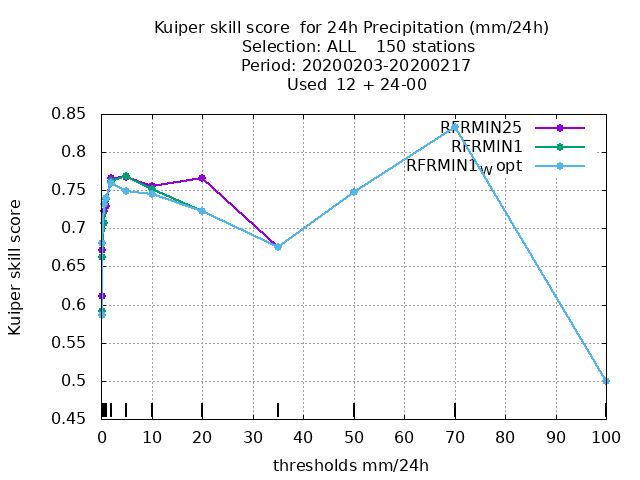 Kuiper skill score for 24h Precipitation (mm/24h)
Selection: ALL 150 stations
Period: 20200203-20200217
Used 12 + 24-00
0.85
0.8
0.75
0.7
0.65
0.6
0.55
0.5
0.45
Kuiper skill score
RFRMIN25
RFRMIN1
RFRMIN1wopt
0 10 20 30 40 50 60 70 80 90 100
thresholds mm/24h